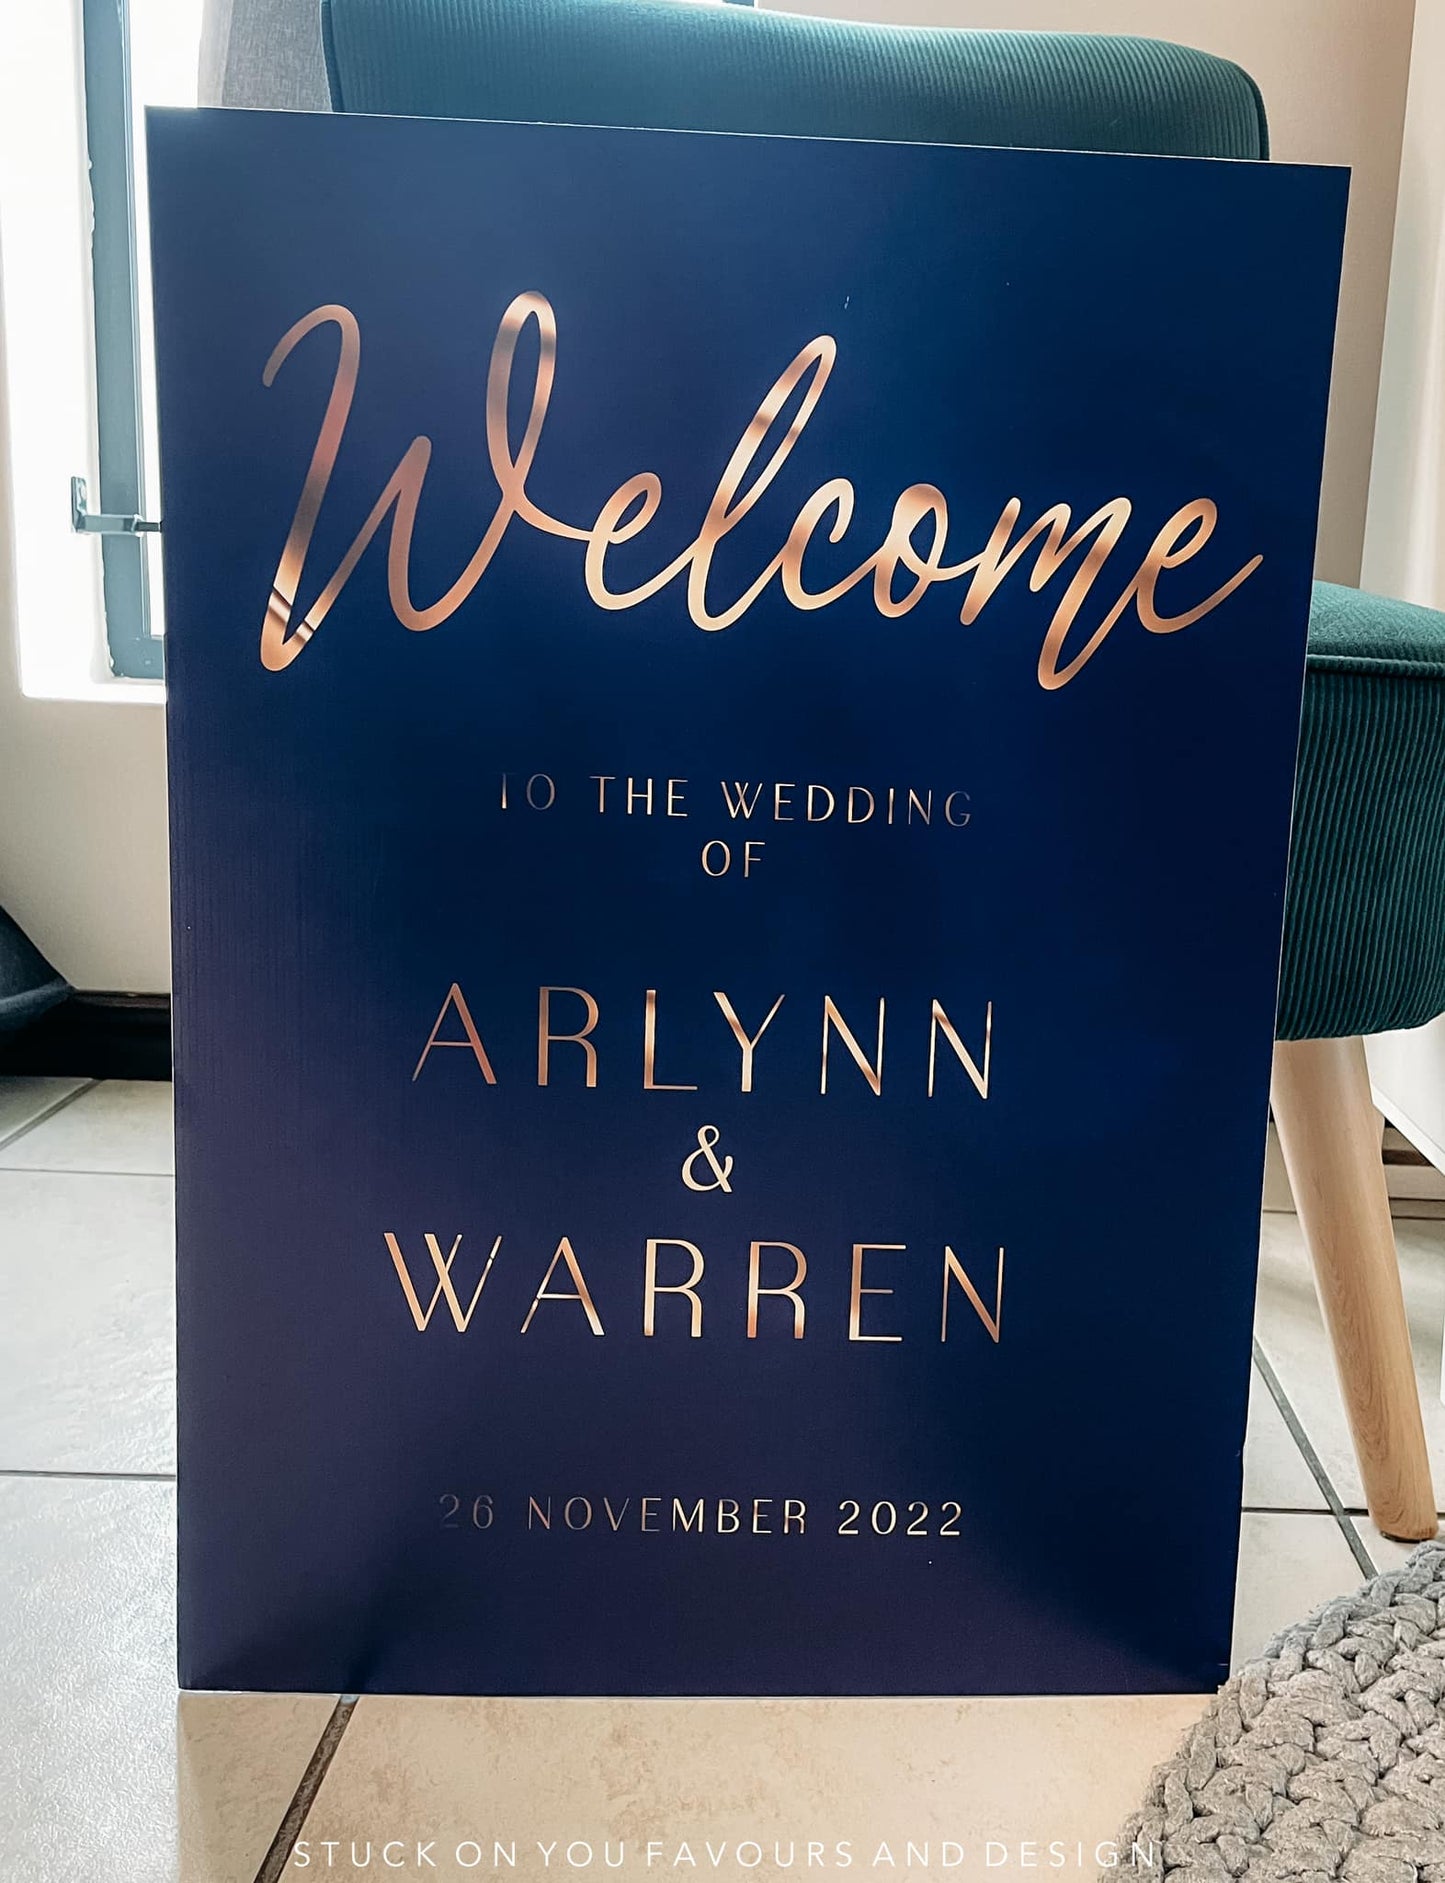 Welcome
TO THE WEDDING
OF
ARLYNN
&
WARREN
26 NOVEMBER 2022
STUCK ON YOU FAVOURS AND DESIGN